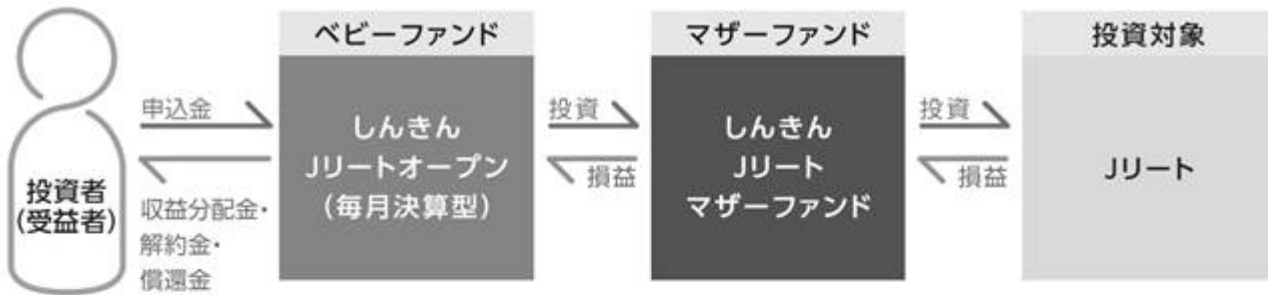 投資者
(受益者)
申込金
収益分配金・
解約金・
償還金
ベビーファンド
しんきん
Jリートオープン
(毎月決算型)
投資
損益
マザーファンド
しんきん
Jリート
マザーファンド
投資
損益
投資対象
Jリート